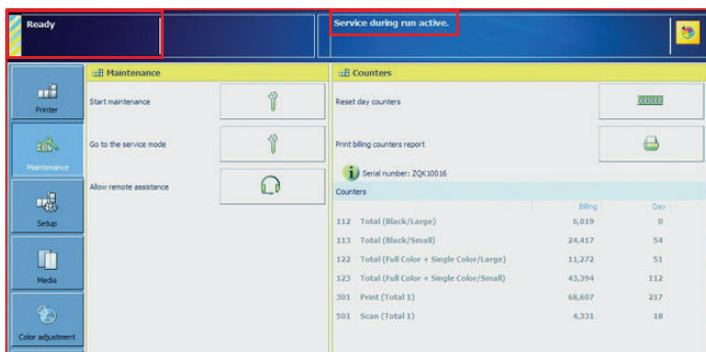 Ready
Service during run active.
Printer
Maintenance
Setup
Media
Color adjustment
Maintenance
Start maintenance
Go to the service mode
Allow remote assistance
Counters
Reset day counters
Print billing counters report
Serial number: ZQK10016
Counters
Billing Day
112 Total (Black/Large) 6,019 0
113 Total (Black/Small) 24,417 54
122 Total (Full Color + Single Color/Large) 11,272 51
123 Total (Full Color + Single Color/Small) 43,394 112
301 Print (Total 1) 68,607 217
501 Scan (Total 1) 4,331 18